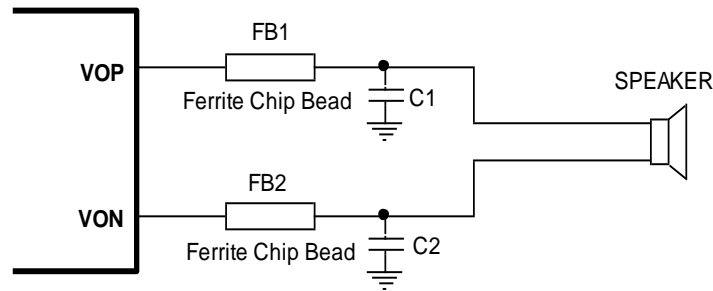 FB1
VOP
SPEAKER
Ferrite Chip Bead
C1
FB2
VON
Ferrite Chip Bead
C2